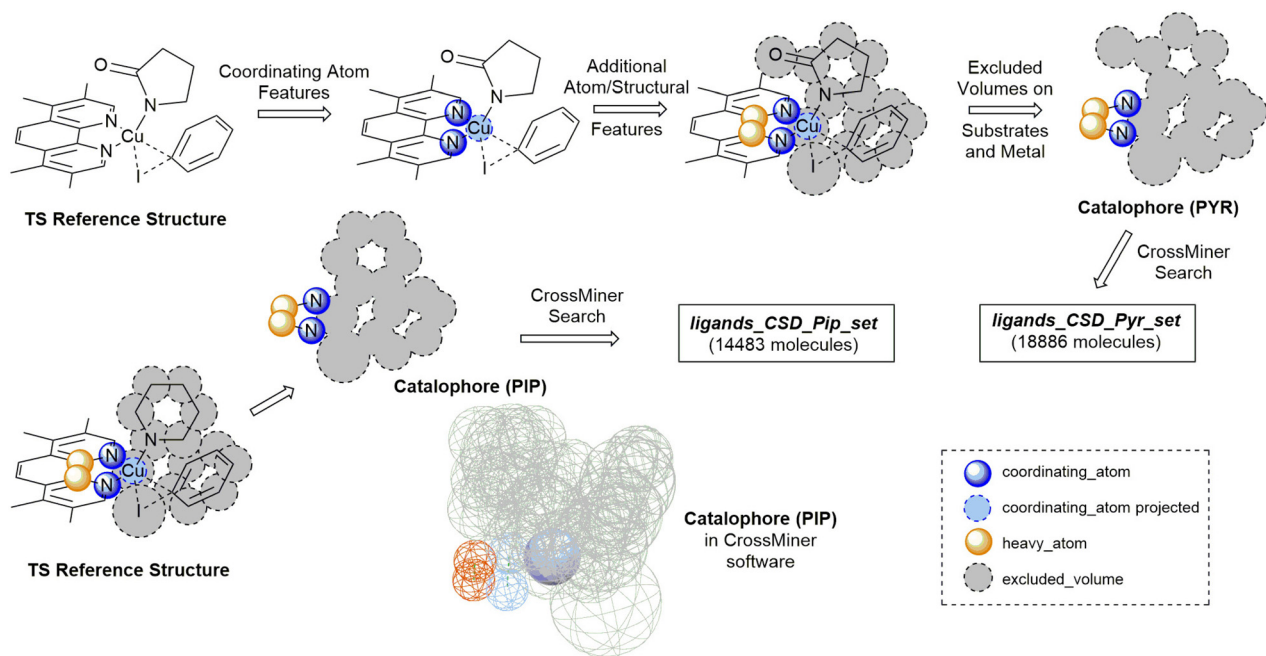 O
N
N
N
Cu
I
TS Reference Structure
Coordinating Atom
Features
O
N
N
N
Cu
I
Additional
Atom/Structural
Features
O
N
N
N
Cu
I
Excluded
Volumes on
Substrates
and Metal
N
N
Catalophore (PYR)
CrossMiner
Search
ligands_CSD_Pyr_set
(18886 molecules)
N
N
N
Cu
I
TS Reference Structure
N
N
Catalophore (PIP)
CrossMiner
Search
ligands_CSD_Pip_set
(14483 molecules)
Catalophore (PIP)
in CrossMiner
software
coordinating_atom
coordinating_atom projected
heavy_atom
excluded_volume